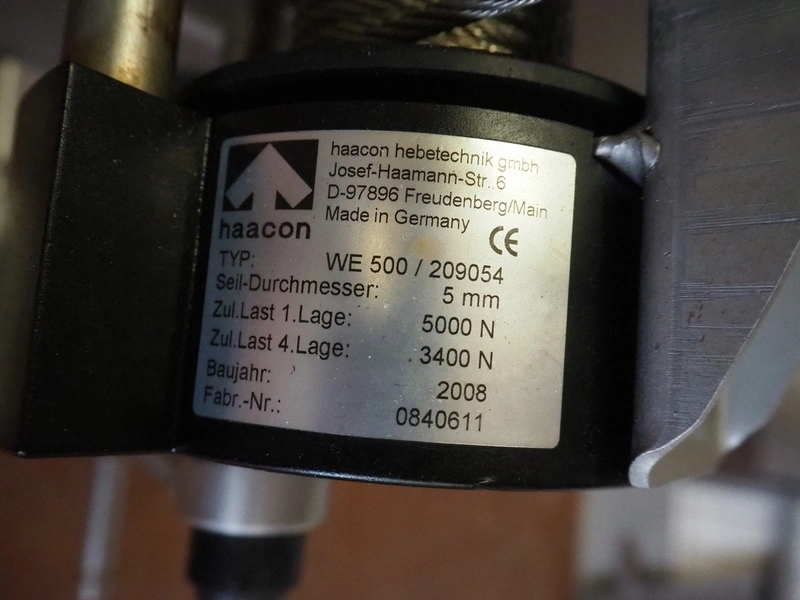 haacon hebetechnik gmbh
Josef-Haamann-Str..6
D-97896 Freudenberg/Main
Made in Germany
CE
haacon
TYP: WE 500 / 209054
Seil-Durchmesser: 5 mm
Zul.Last 1.Lage: 5000 N
Zul.Last 4.Lage: 3400 N
Baujahr: 2008
Fabr.-Nr.: 0840611